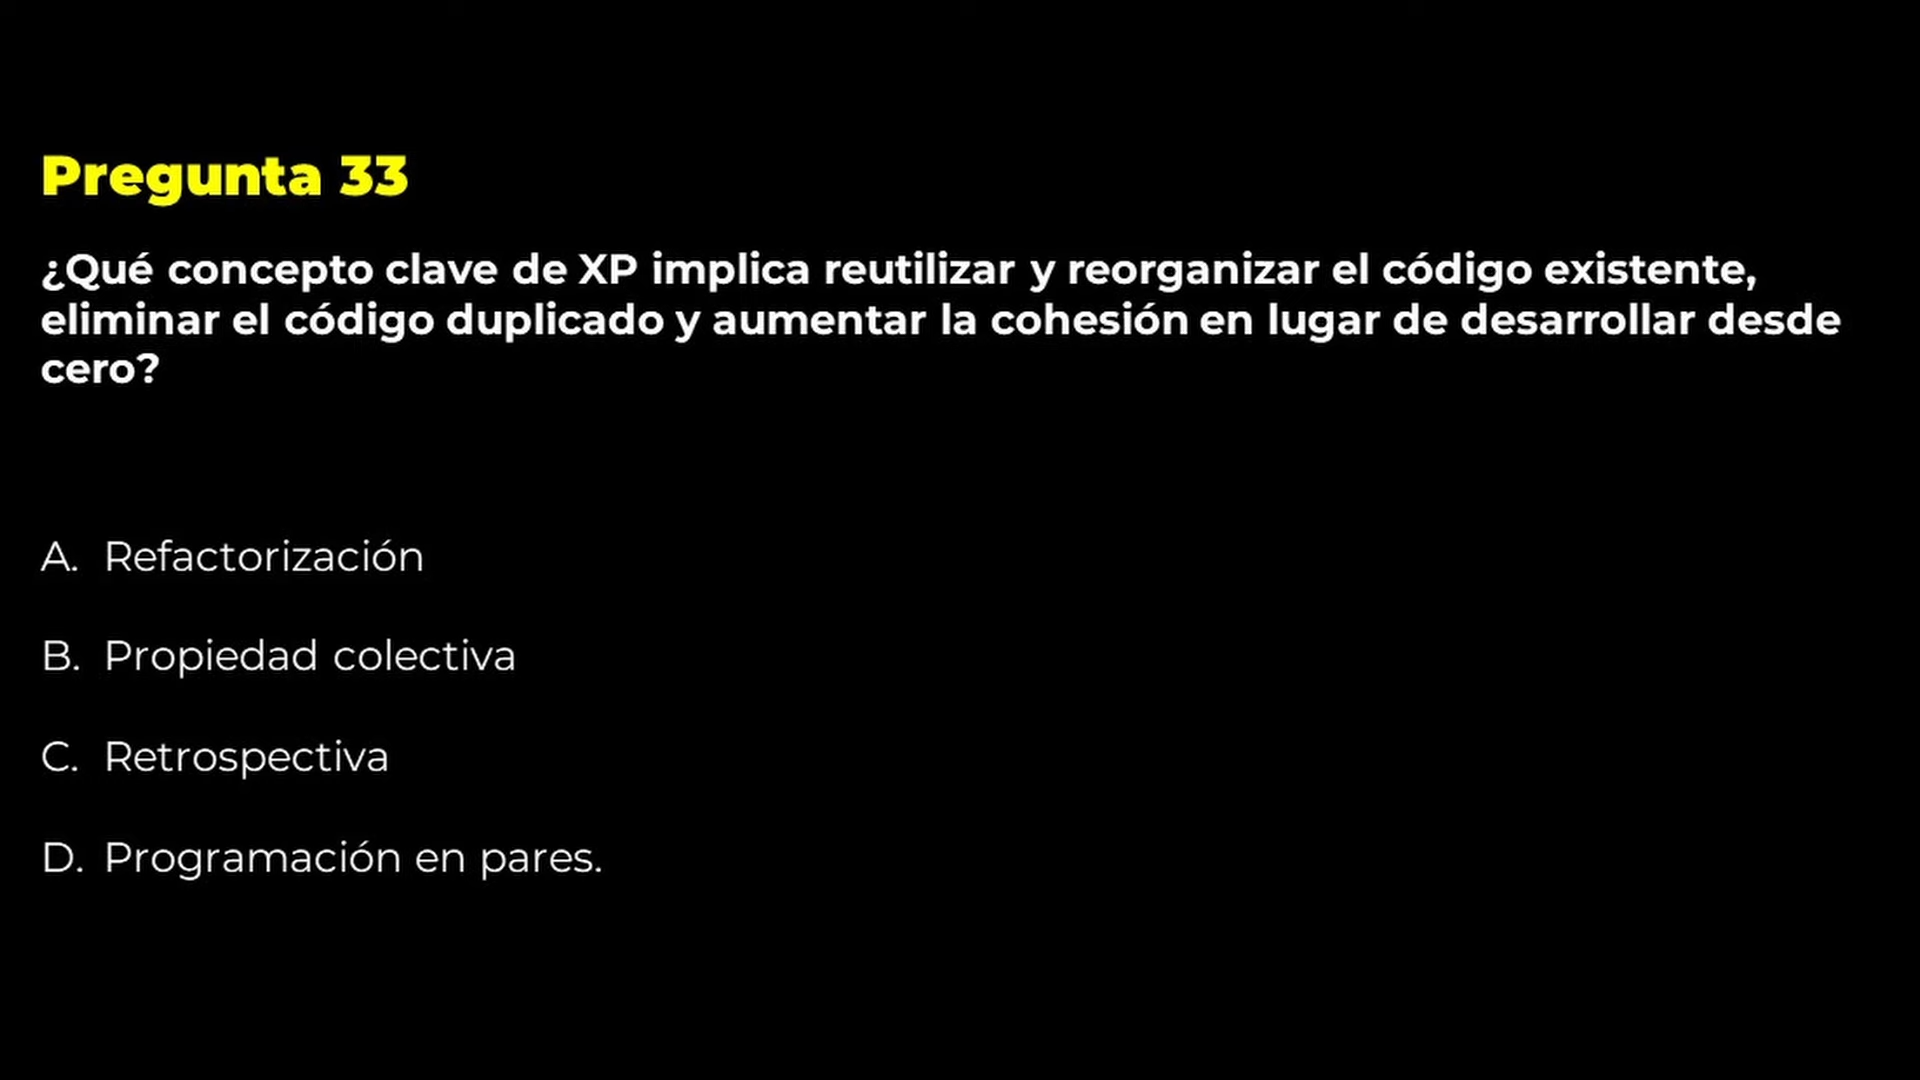 Pregunta 33
¿Qué concepto clave de XP implica reutilizar y reorganizar el código existente,
eliminar el código duplicado y aumentar la cohesión en lugar de desarrollar desde
cero?
A. Refactorización
B. Propiedad colectiva
C. Retrospectiva
D. Programación en pares.